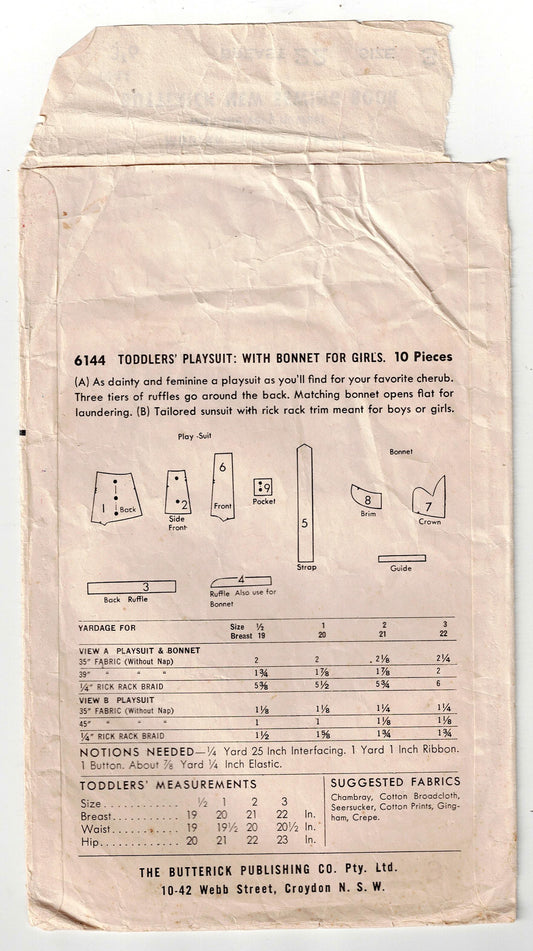 6144 TODDLERS' PLAYSUIT: WITH BONNET FOR GIRLS. 10 Pieces
(A) As dainty and feminine a playsuit as you'll find for your favorite cherub.
Three tiers of ruffles go around the back. Matching bonnet opens flat for
laundering. (B) Tailored sunsuit with rick rack trim meant for boys or girls.
Play-Suit
Bonnet
1 Back
2
Side
Front
6
Front
9
Pocket
5
Strap
8
Brim
7
Crown
Guide
3
Back Ruffle
4
Ruffle Also use for
Bonnet
YARDAGE FOR Size ½ 1 2 3
Breast 19 20 21 22
VIEW A PLAYSUIT & BONNET
35" FABRIC (Without Nap) 2 2 2⅛ 2¼
39" " " " 1¾ 1⅞ 1⅞ 2
¼" RICK RACK BRAID 5⅜ 5½ 5¾ 6
VIEW B PLAYSUIT
35" FABRIC (Without Nap) 1⅛ 1⅛ 1¼ 1¼
45" " " " 1 1 1⅛ 1⅛
¼" RICK RACK BRAID 1½ 1⅝ 1¾ 1¾
NOTIONS NEEDED—¼ Yard 25 Inch Interfacing. 1 Yard 1 Inch Ribbon.
1 Button. About ⅞ Yard ¼ Inch Elastic.
TODDLERS' MEASUREMENTS
Size . . . . . . . . . . . . ½ 1 2 3
Breast . . . . . . . . . . . 19 20 21 22 In.
Waist . . . . . . . . . . . 19 19½ 20 20½ In.
Hip . . . . . . . . . . . . . 20 21 22 23 In.
SUGGESTED FABRICS
Chambray, Cotton Broadcloth,
Seersucker, Cotton Prints, Ging-
ham, Crepe.
THE BUTTERICK PUBLISHING CO. Pty. Ltd.
10-42 Webb Street, Croydon N. S. W.